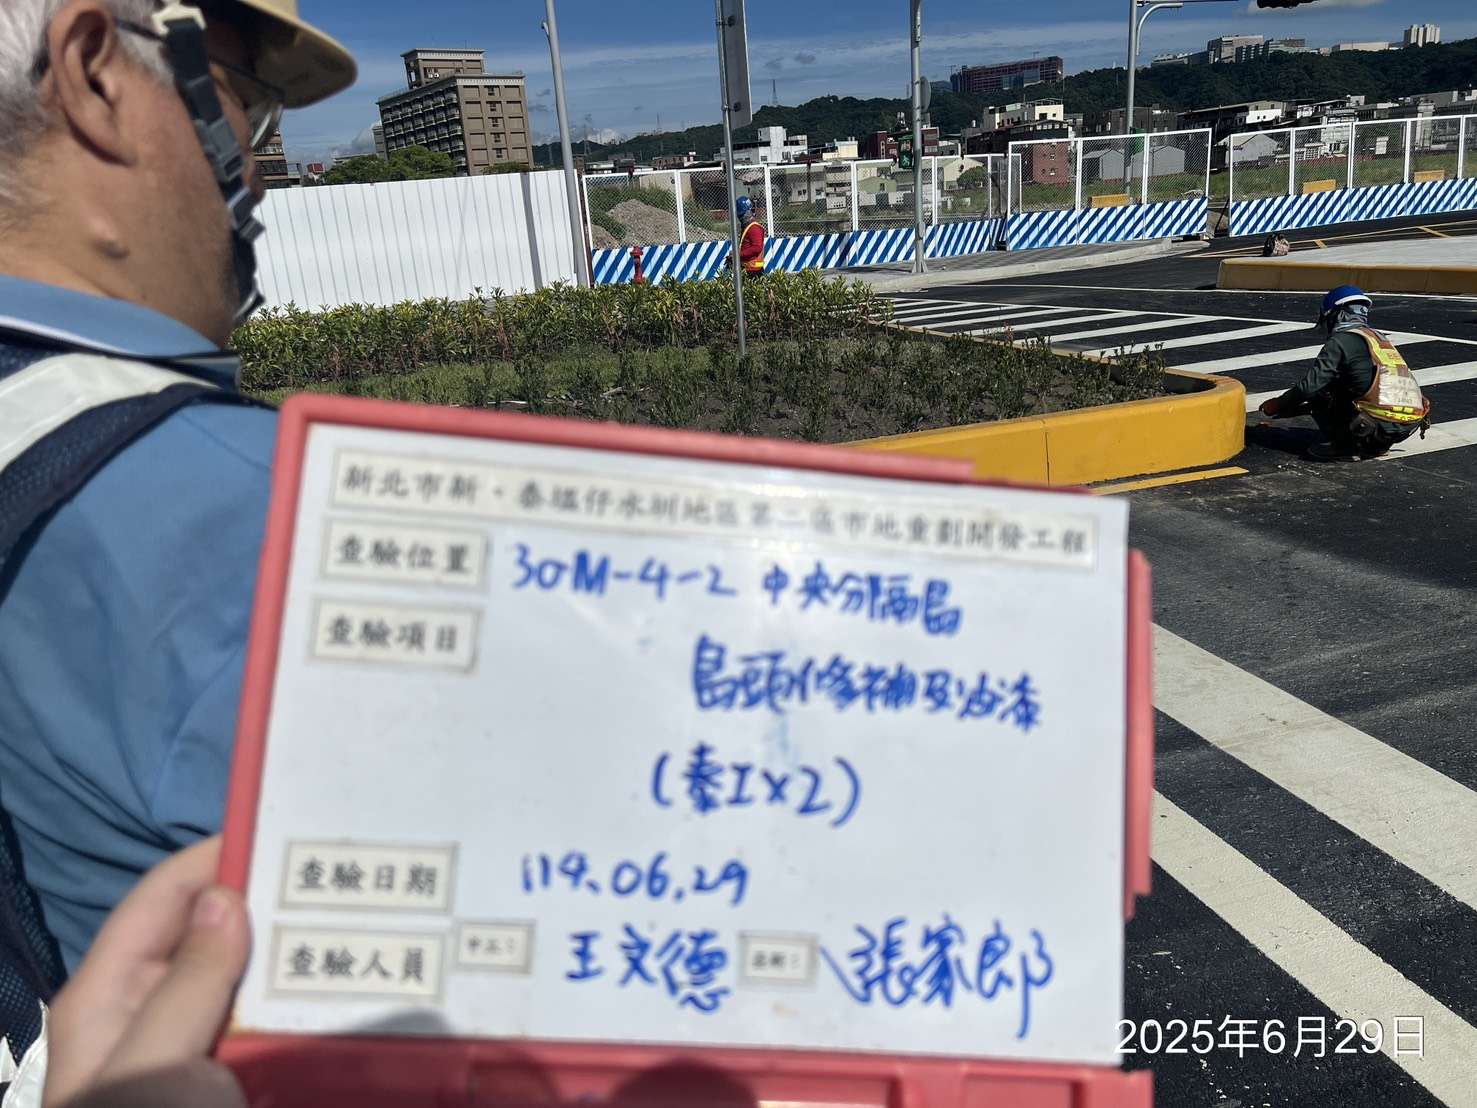 新北市新、泰塭仔水圳地區第二區市地重劃開發工程
查驗位置 30M-4-2 中央分隔島
查驗項目 島頭修補及油漆
(泰工x2)
查驗日期 114.06.29
查驗人員 王文德 張家郎
2025年6月29日